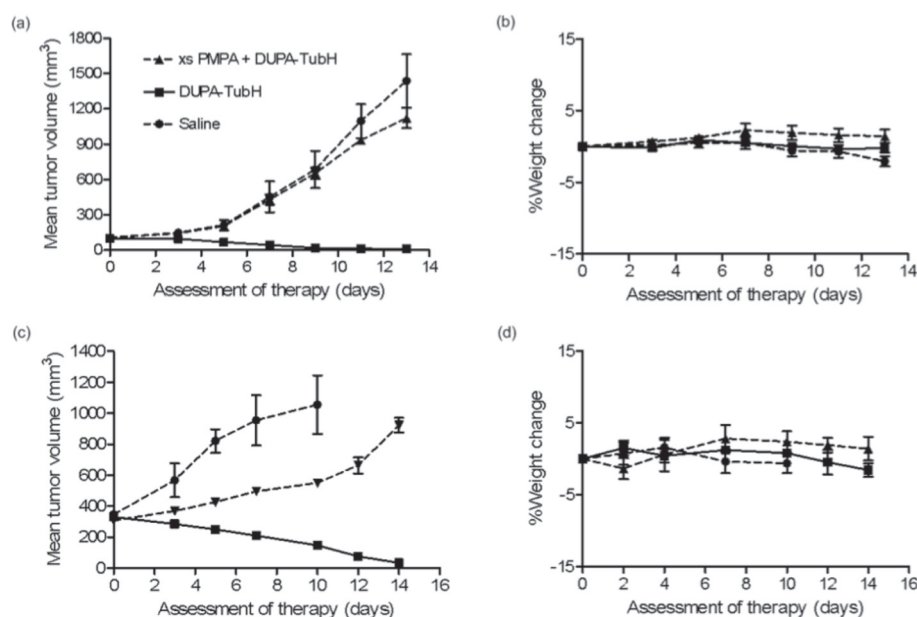 (a)
Mean tumor volume (mm³)
1800
1500
1200
900
600
300
0
xs PMPA + DUPA-TubH
DUPA-TubH
Saline
0 2 4 6 8 10 12 14
Assessment of therapy (days)
(b)
%Weight change
15
5
-5
-15
0 2 4 6 8 10 12 14
Assessment of therapy (days)
(c)
Mean tumor volume (mm³)
1400
1200
1000
800
600
400
200
0
0 2 4 6 8 10 12 14 16
Assessment of therapy (days)
(d)
%Weight change
15
5
-5
-15
0 2 4 6 8 10 12 14 16
Assessment of therapy (days)